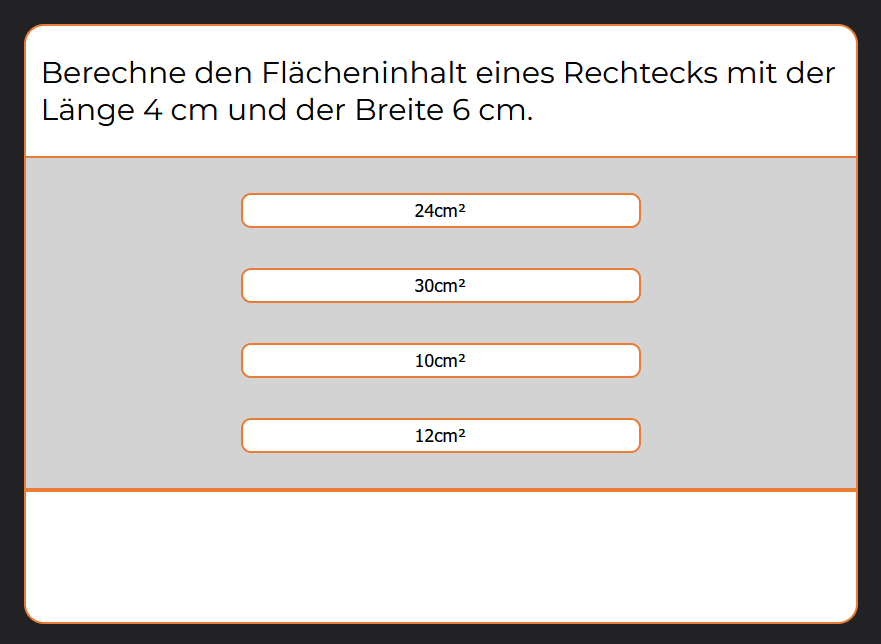 Berechne den Flächeninhalt eines Rechtecks mit der
Länge 4 cm und der Breite 6 cm.
24cm²
30cm²
10cm²
12cm²